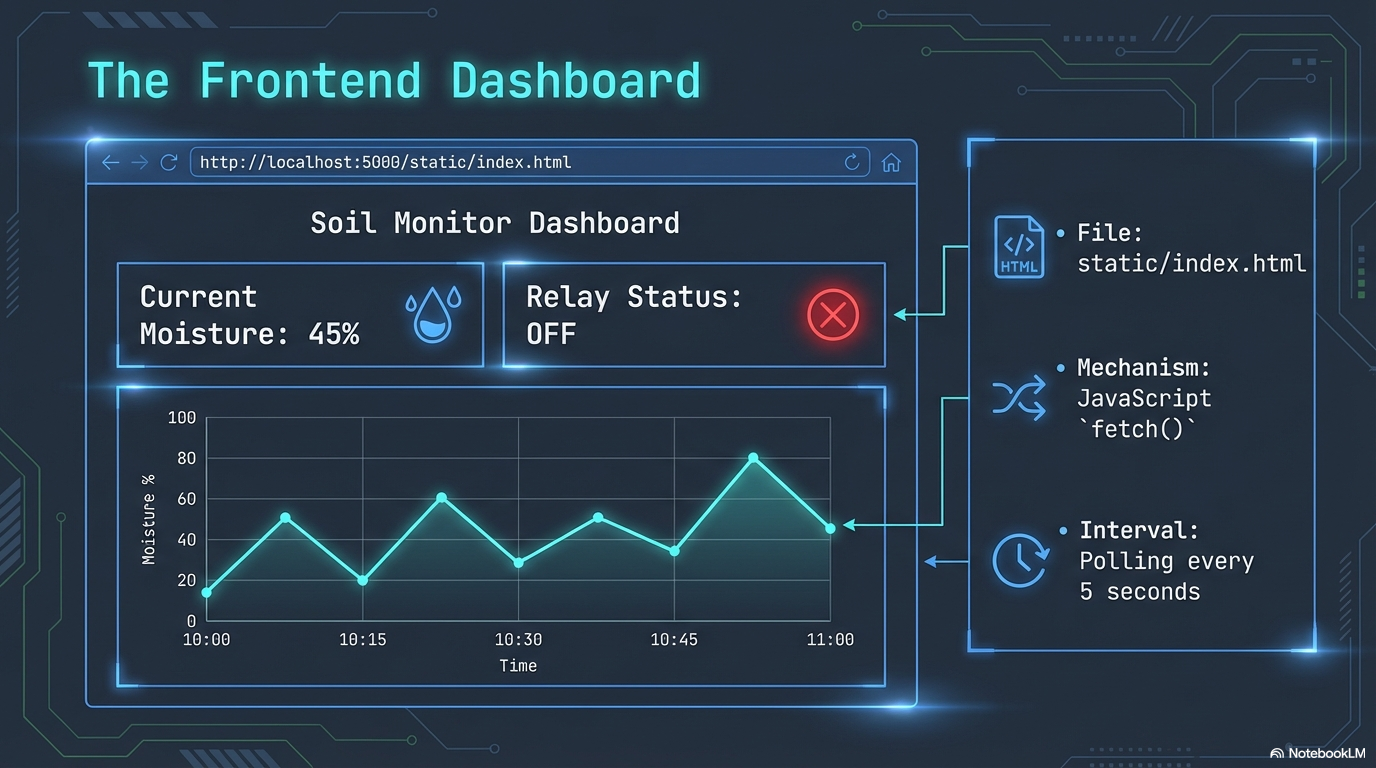 The Frontend Dashboard
http://localhost:5000/static/index.html
Soil Monitor Dashboard
Current
Moisture: 45%
Relay Status:
OFF
Moisture %
100
80
60
40
20
0
10:00
10:15
10:30
10:45
11:00
Time
HTML
• File:
static/index.html
• Mechanism:
JavaScript
`fetch()`
• Interval:
Polling every
5 seconds
NotebookLM